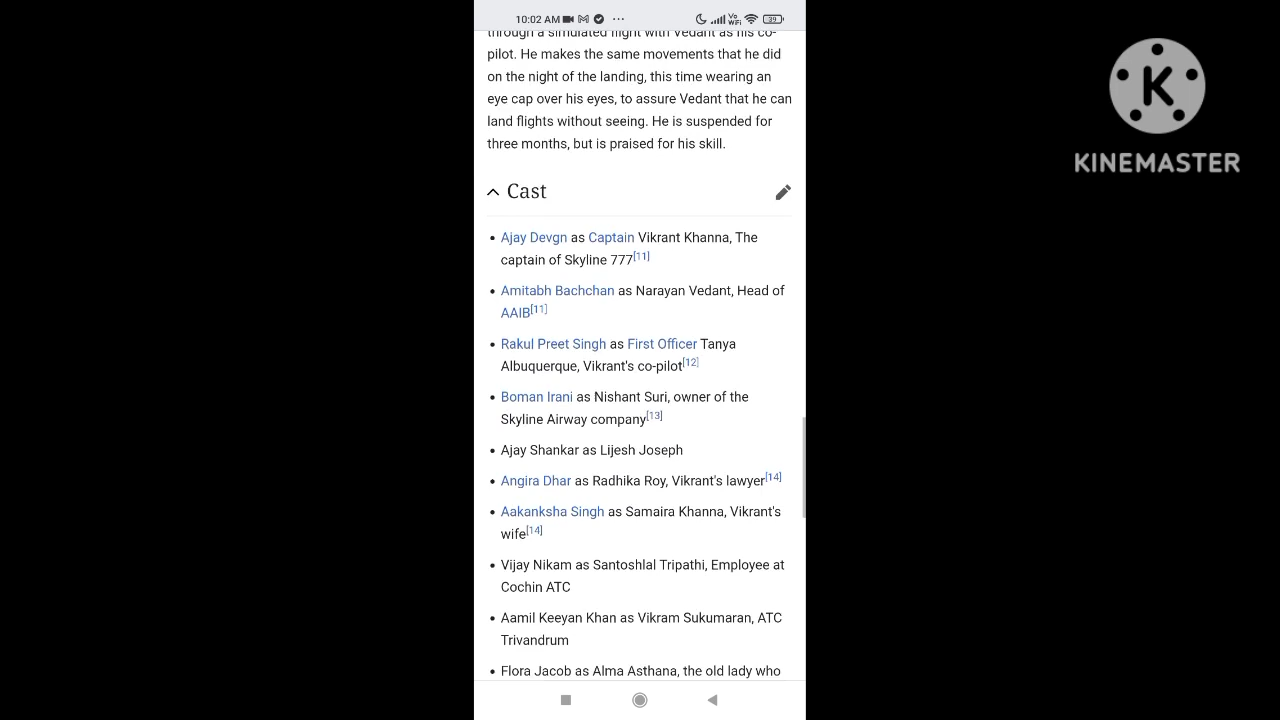 10:02 AM
Vo WiFi
39
through a simulated flight with Vedant as his co-
pilot. He makes the same movements that he did
on the night of the landing, this time wearing an
eye cap over his eyes, to assure Vedant that he can
land flights without seeing. He is suspended for
three months, but is praised for his skill.
Cast
• Ajay Devgn as Captain Vikrant Khanna, The
captain of Skyline 777[11]
• Amitabh Bachchan as Narayan Vedant, Head of
AAIB[11]
• Rakul Preet Singh as First Officer Tanya
Albuquerque, Vikrant's co-pilot[12]
• Boman Irani as Nishant Suri, owner of the
Skyline Airway company[13]
• Ajay Shankar as Lijesh Joseph
• Angira Dhar as Radhika Roy, Vikrant's lawyer[14]
• Aakanksha Singh as Samaira Khanna, Vikrant's
wife[14]
• Vijay Nikam as Santoshlal Tripathi, Employee at
Cochin ATC
• Aamil Keeyan Khan as Vikram Sukumaran, ATC
Trivandrum
• Flora Jacob as Alma Asthana, the old lady who
K
KINEMASTER